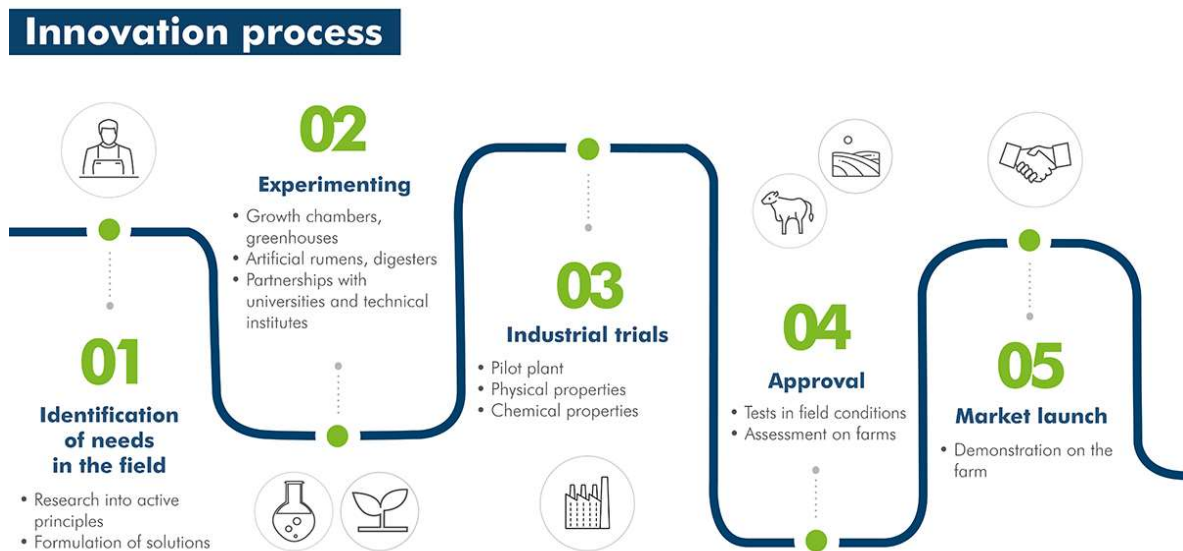 Innovation process
01
Identification
of needs
in the field
• Research into active
principles
• Formulation of solutions
02
Experimenting
• Growth chambers,
greenhouses
• Artificial rumens, digesters
• Partnerships with
universities and technical
institutes
03
Industrial trials
• Pilot plant
• Physical properties
• Chemical properties
04
Approval
• Tests in field conditions
• Assessment on farms
05
Market launch
• Demonstration on the
farm